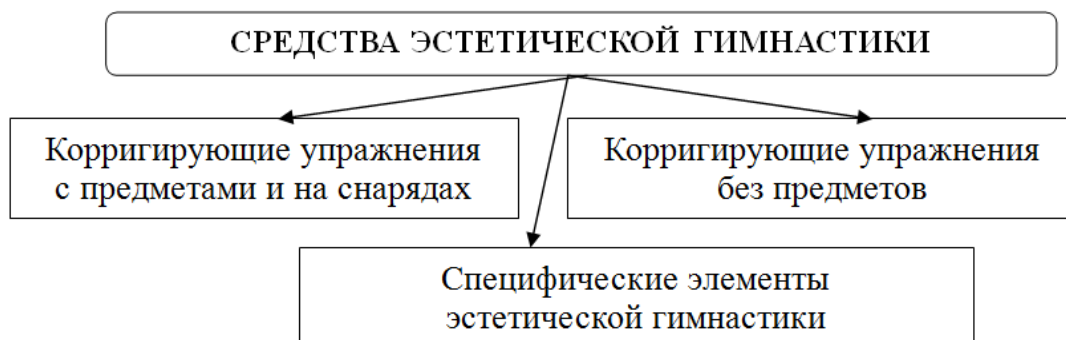 СРЕДСТВА ЭСТЕТИЧЕСКОЙ ГИМНАСТИКИ
Корригирующие упражнения
с предметами и на снарядах
Корригирующие упражнения
без предметов
Специфические элементы
эстетической гимнастики